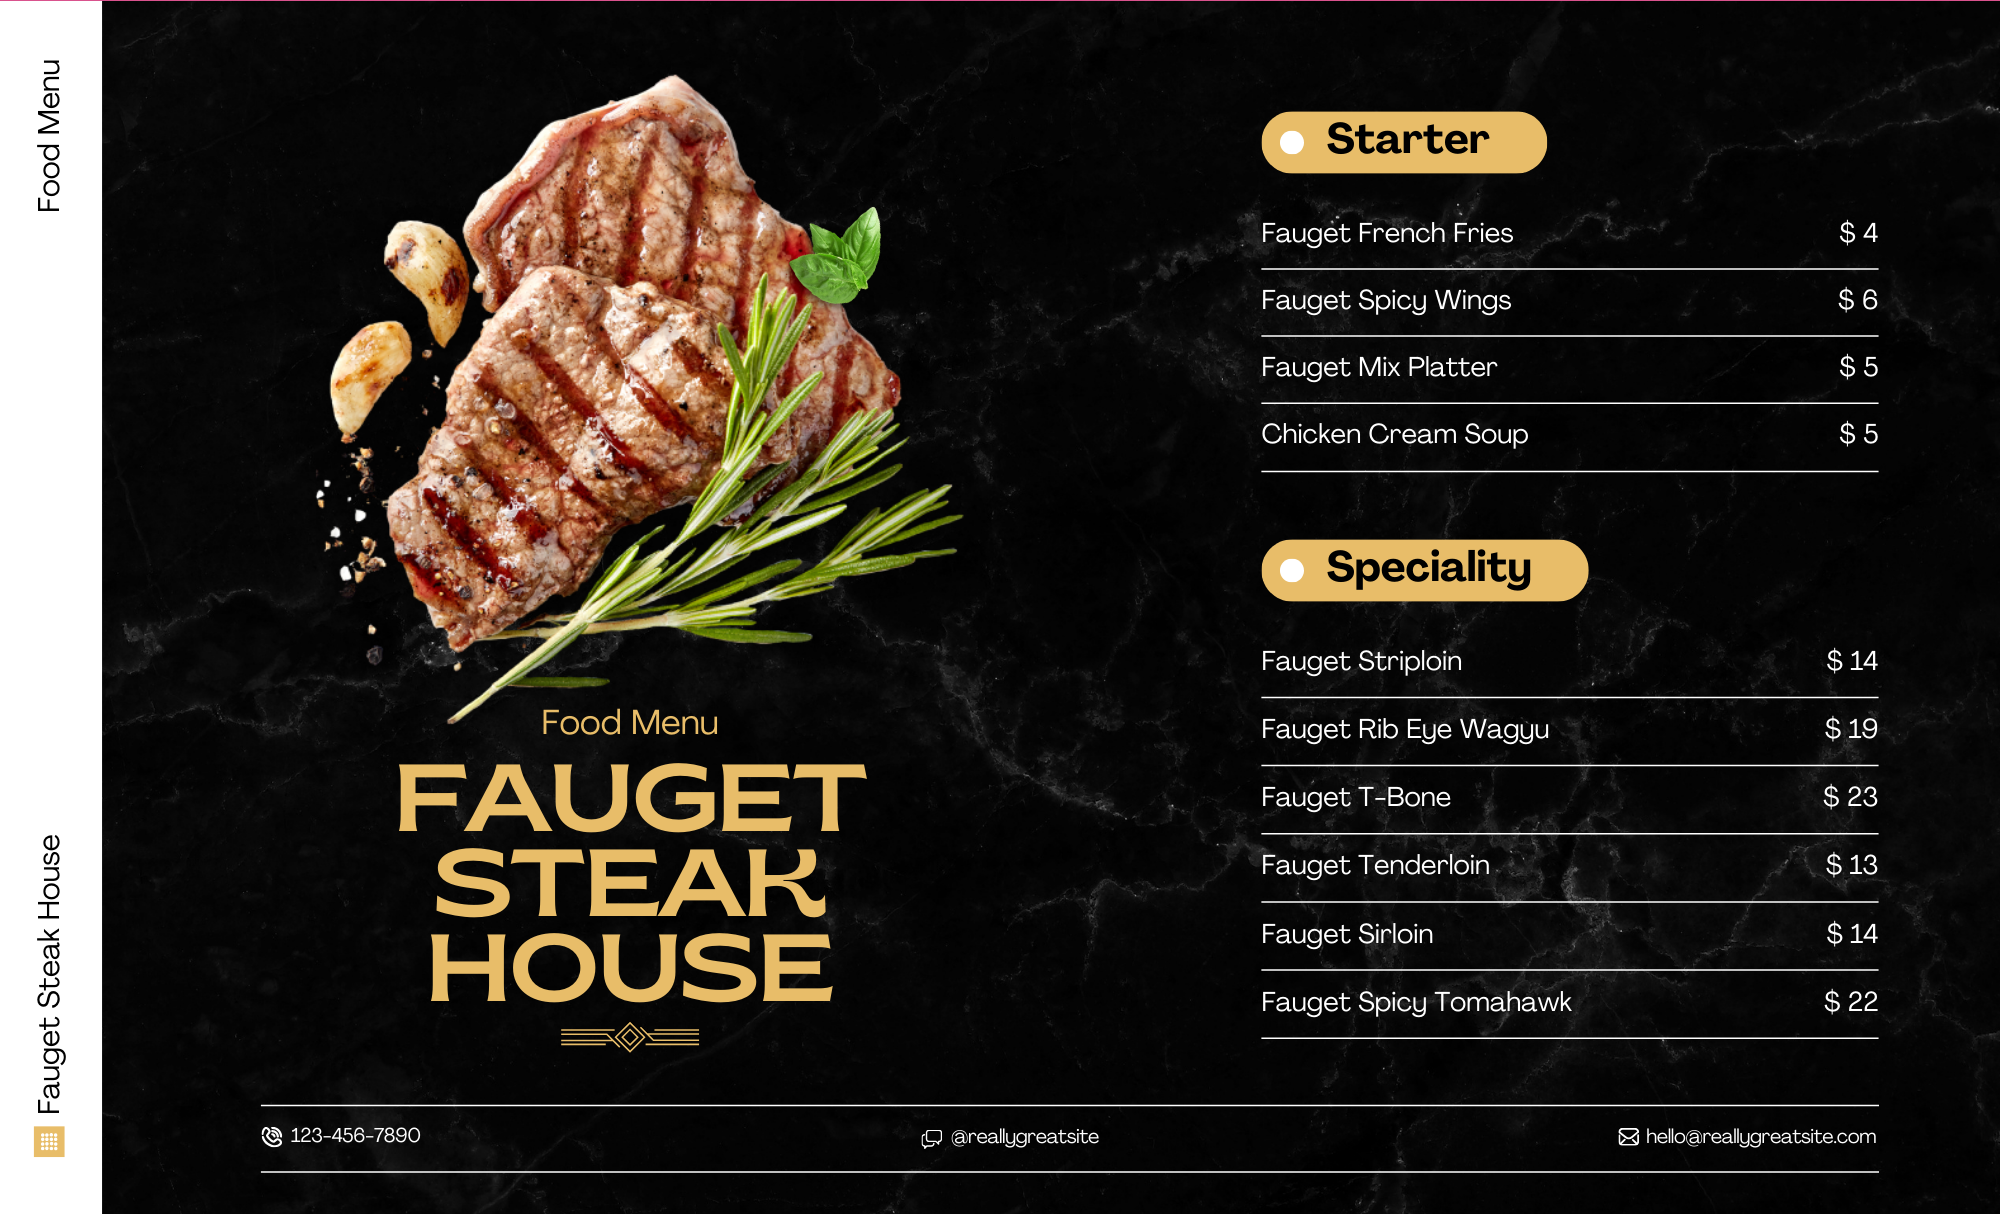 Food Menu
Fauget Steak House
Food Menu
FAUGET
STEAK
HOUSE
Starter
Fauget French Fries $ 4
Fauget Spicy Wings $ 6
Fauget Mix Platter $ 5
Chicken Cream Soup $ 5
Speciality
Fauget Striploin $ 14
Fauget Rib Eye Wagyu $ 19
Fauget T-Bone $ 23
Fauget Tenderloin $ 13
Fauget Sirloin $ 14
Fauget Spicy Tomahawk $ 22
123-456-7890 @reallygreatsite hello@reallygreatsite.com